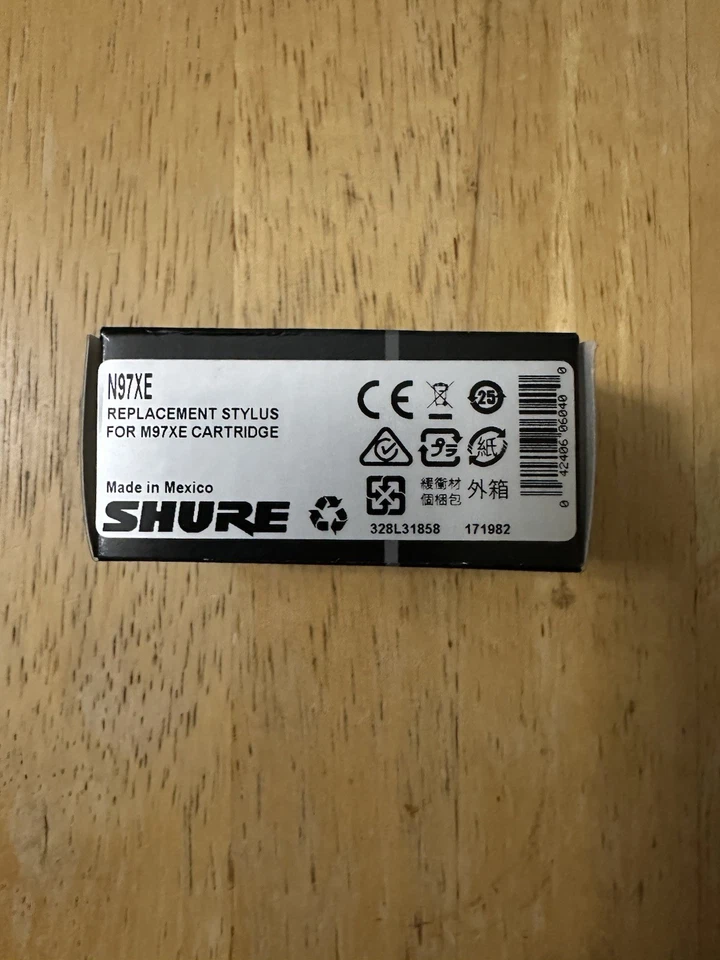 N97XE
REPLACEMENT STYLUS
FOR M97XE CARTRIDGE
Made in Mexico
SHURE
CE
25
プラ
紙
緩衝材
個梱包
外箱
328L31858 171982
0 42406 06040 0